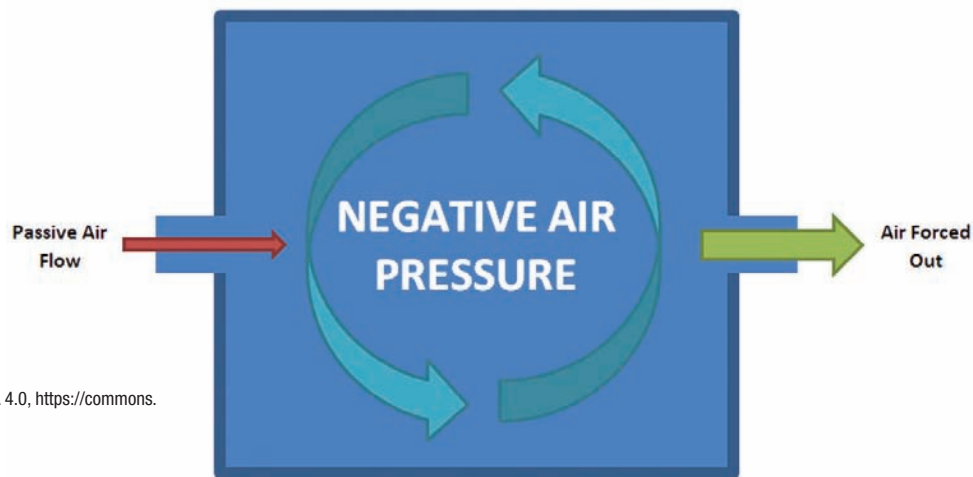 NEGATIVE AIR
PRESSURE
Passive Air
Flow
Air Forced
Out
4.0, https://commons.